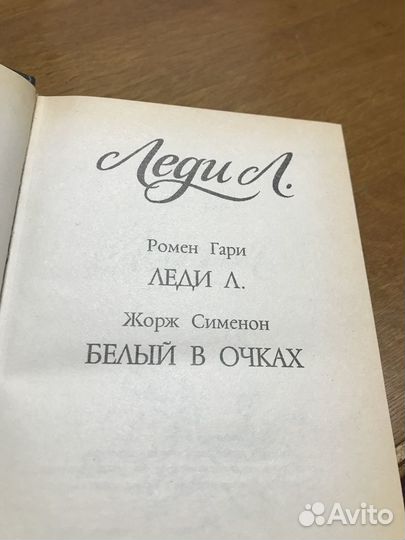 Леди Л.
Ромен Гари
ЛЕДИ Л.
Жорж Сименон
БЕЛЫЙ В ОЧКАХ
Avito